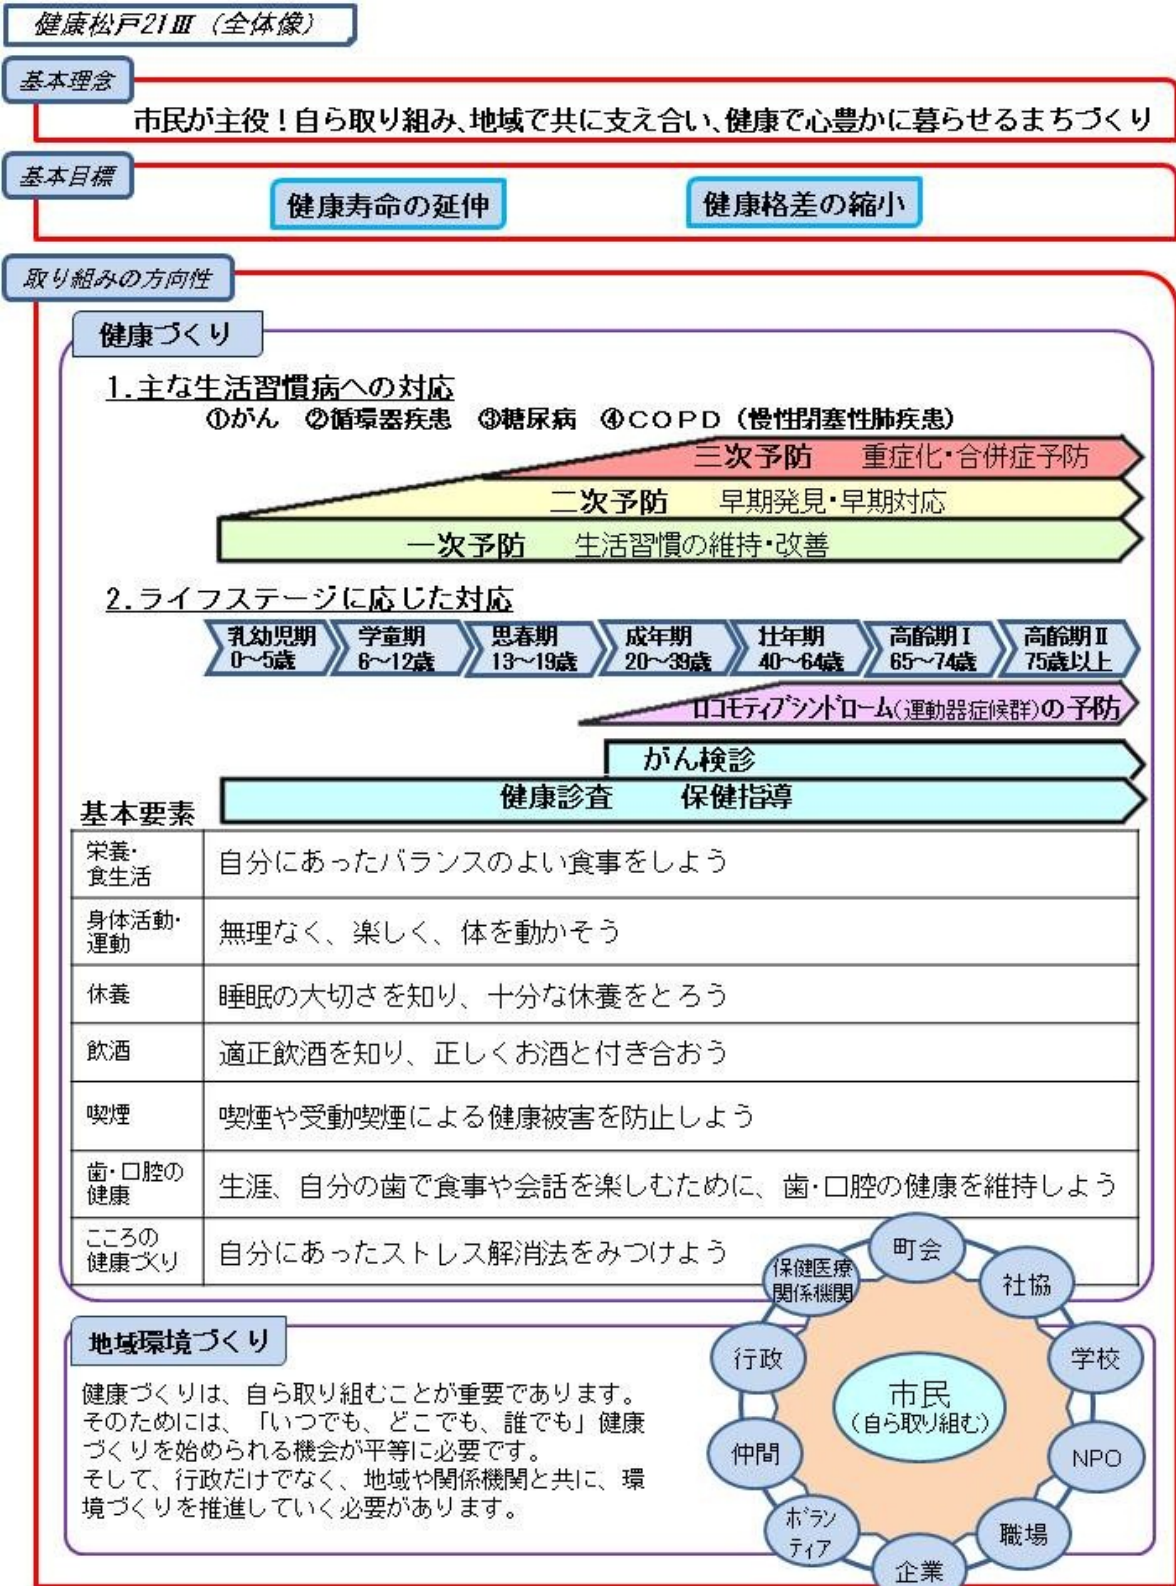 健康松戸21Ⅲ（全体像）
基本理念
市民が主役！自ら取り組み、地域で共に支え合い、健康で心豊かに暮らせるまちづくり
基本目標
健康寿命の延伸
健康格差の縮小
取り組みの方向性
健康づくり
1．主な生活習慣病への対応
①がん ②循環器疾患 ③糖尿病 ④COPD（慢性閉塞性肺疾患）
三次予防 重症化・合併症予防
二次予防 早期発見・早期対応
一次予防 生活習慣の維持・改善
2．ライフステージに応じた対応
乳幼児期
0～5歳
学童期
6～12歳
思春期
13～19歳
成年期
20～39歳
壮年期
40～64歳
高齢期Ⅰ
65～74歳
高齢期Ⅱ
75歳以上
ロコモティブシンドローム(運動器症候群)の予防
がん検診
健康診査 保健指導
基本要素
栄養・
食生活
自分にあったバランスのよい食事をしよう
身体活動・
運動
無理なく、楽しく、体を動かそう
休養
睡眠の大切さを知り、十分な休養をとろう
飲酒
適正飲酒を知り、正しくお酒と付き合おう
喫煙
喫煙や受動喫煙による健康被害を防止しよう
歯・口腔の
健康
生涯、自分の歯で食事や会話を楽しむために、歯・口腔の健康を維持しよう
こころの
健康づくり
自分にあったストレス解消法をみつけよう
地域環境づくり
健康づくりは、自ら取り組むことが重要であります。
そのためには、「いつでも、どこでも、誰でも」健康
づくりを始められる機会が平等に必要です。
そして、行政だけでなく、地域や関係機関と共に、環
境づくりを推進していく必要があります。
町会
社協
学校
NPO
職場
企業
ボラン
ティア
仲間
行政
保健医療
関係機関
市民
（自ら取り組む）